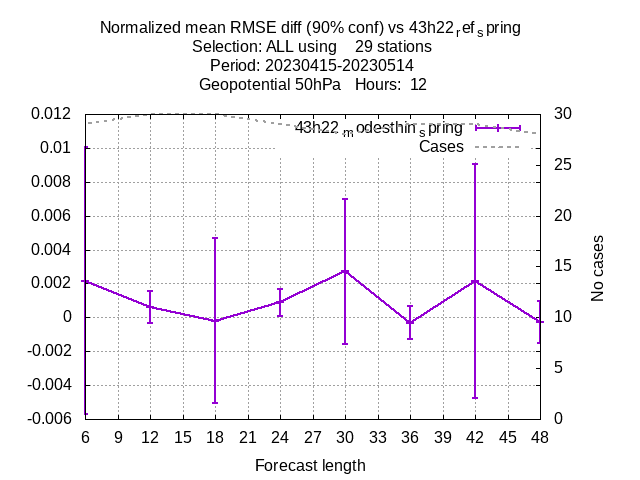 Normalized mean RMSE diff (90% conf) vs 43h22refspring
Selection: ALL using 29 stations
Period: 20230415-20230514
Geopotential 50hPa Hours: 12
43h22modesthinspring
Cases
0.012
0.01
0.008
0.006
0.004
0.002
0
-0.002
-0.004
-0.006
30
25
20
15
10
5
0
No cases
6 9 12 15 18 21 24 27 30 33 36 39 42 45 48
Forecast length